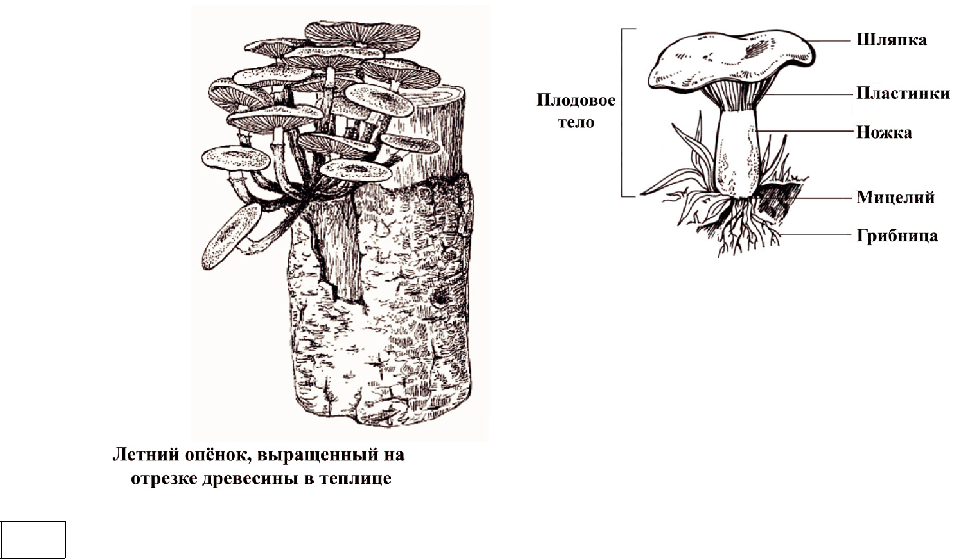 Шляпка
Плодовое
тело
Пластинки
Ножка
Мицелий
Грибница
Летний опёнок, выращенный на
отрезке древесины в теплице